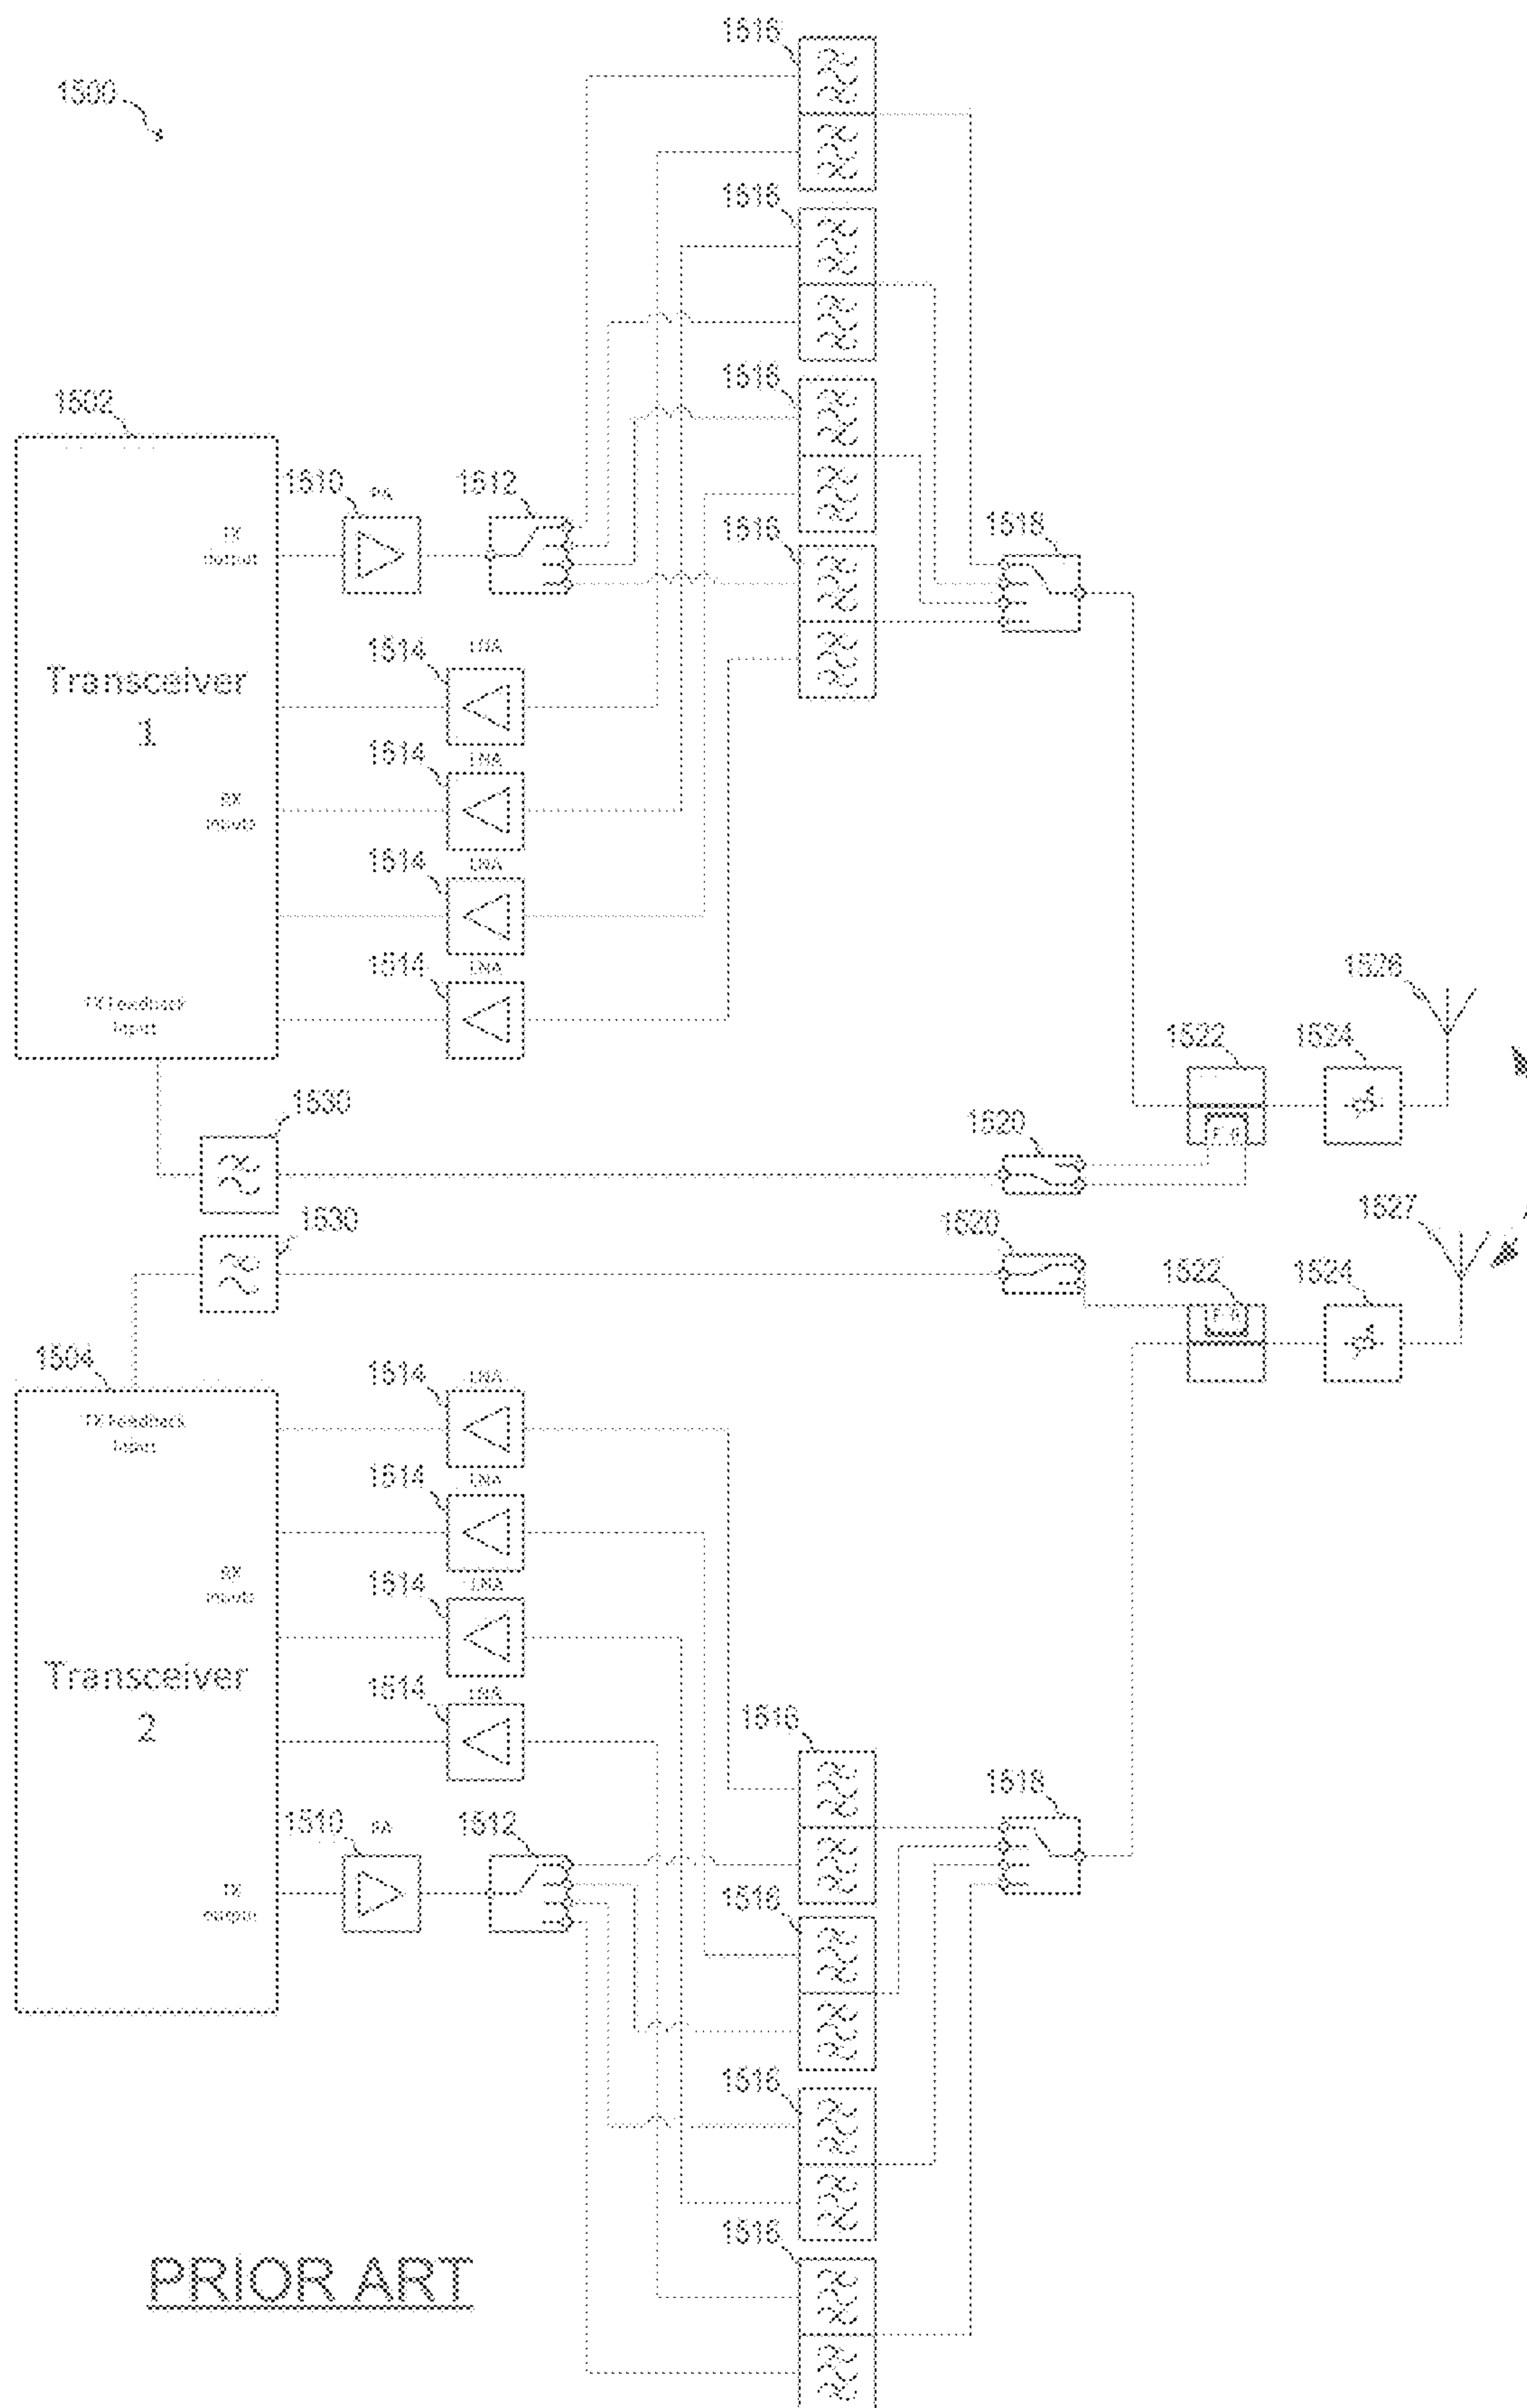 1500
1516
1516
1516
1516
1502
1510
PA
1512
1518
TX
output
Transceiver
1
1514
LNA
1514
LNA
RX
inputs
1514
LNA
1514
LNA
TX Feedback
Input
1526
1522
1524
1530
1520
1527
1530
1520
1522
1524
1504
TX Feedback
Input
1514
LNA
1514
LNA
RX
inputs
1514
LNA
Transceiver
2
1514
LNA
1516
1518
1510
PA
1512
TX
output
1516
1516
1516
PRIOR ART